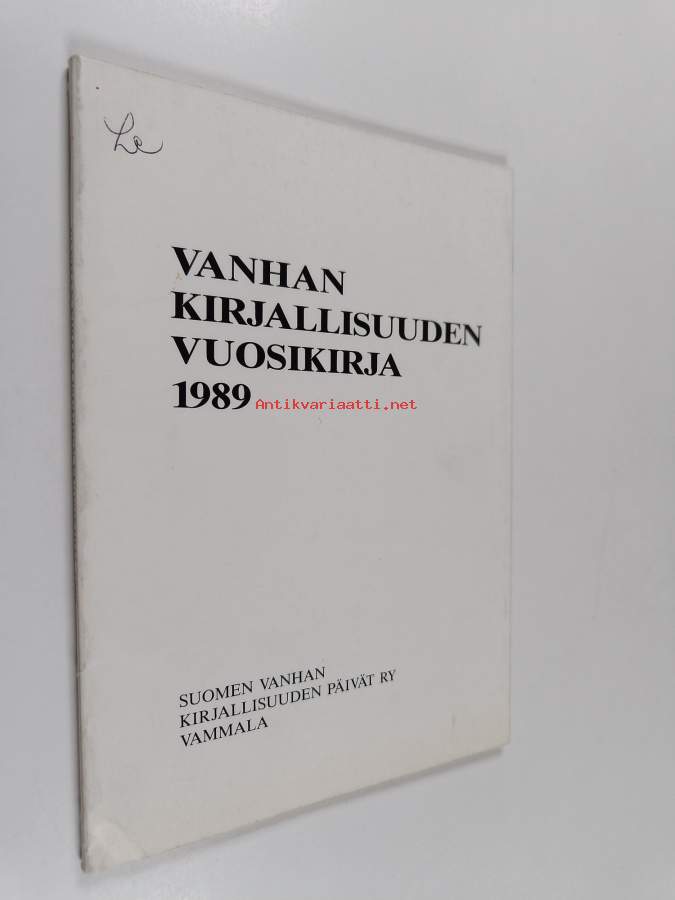 Le
VANHAN
KIRJALLISUUDEN
VUOSIKIRJA
1989
Antikvariaatti.net
SUOMEN VANHAN
KIRJALLISUUDEN PÄIVÄT RY
VAMMALA